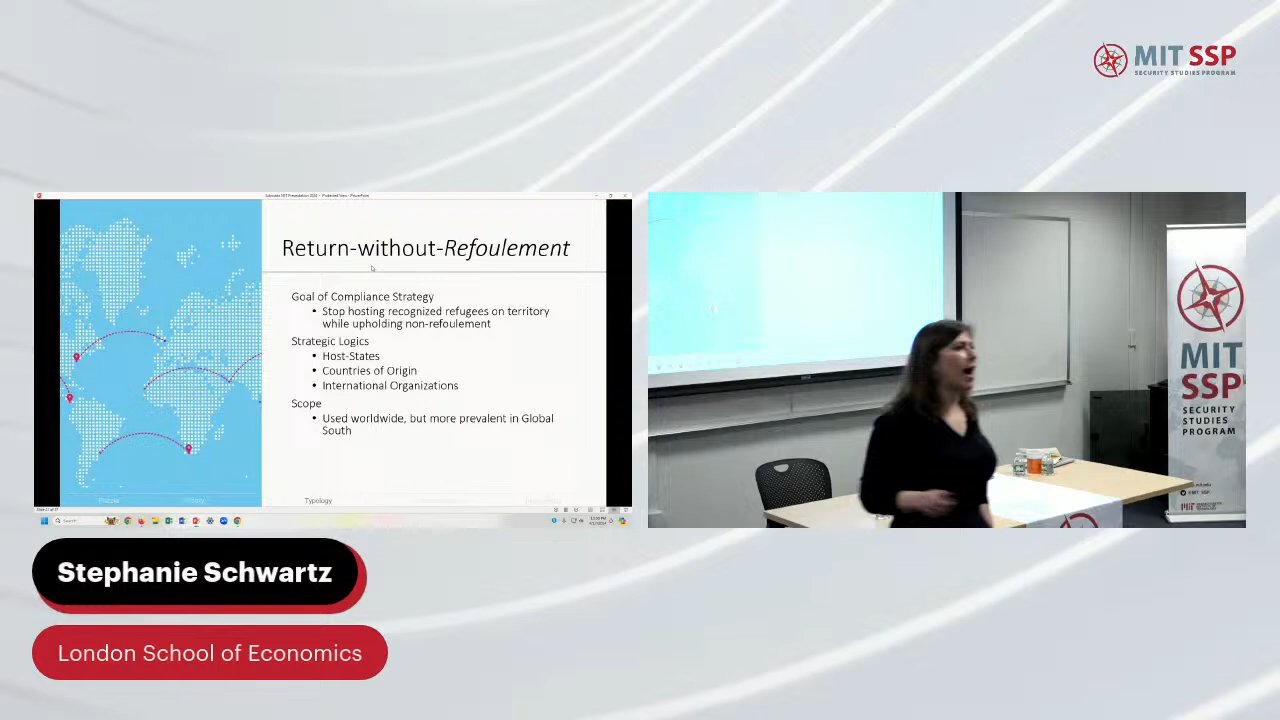 MIT SSP
SECURITY STUDIES PROGRAM
Return-without-Refoulement
Goal of Compliance Strategy
• Stop hosting recognized refugees on territory
while upholding non-refoulement
Strategic Logics
• Host-States
• Countries of Origin
• International Organizations
Scope
• Used worldwide, but more prevalent in Global
South
Typology
Search
MIT
SSP
SECURITY
STUDIES
PROGRAM
Stephanie Schwartz
London School of Economics